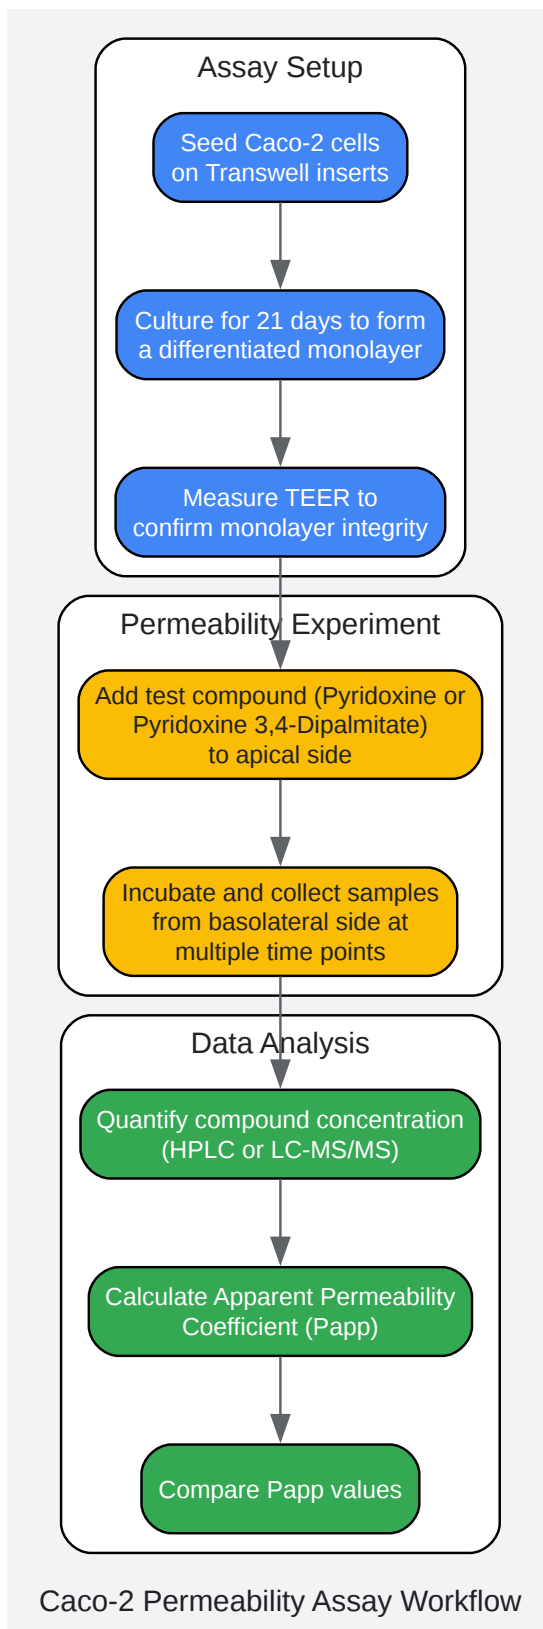 Assay Setup
Seed Caco-2 cells
on Transwell inserts
Culture for 21 days to form
a differentiated monolayer
Measure TEER to
confirm monolayer integrity
Permeability Experiment
Add test compound (Pyridoxine or
Pyridoxine 3,4-Dipalmitate)
to apical side
Incubate and collect samples
from basolateral side at
multiple time points
Data Analysis
Quantify compound concentration
(HPLC or LC-MS/MS)
Calculate Apparent Permeability
Coefficient (Papp)
Compare Papp values
Caco-2 Permeability Assay Workflow